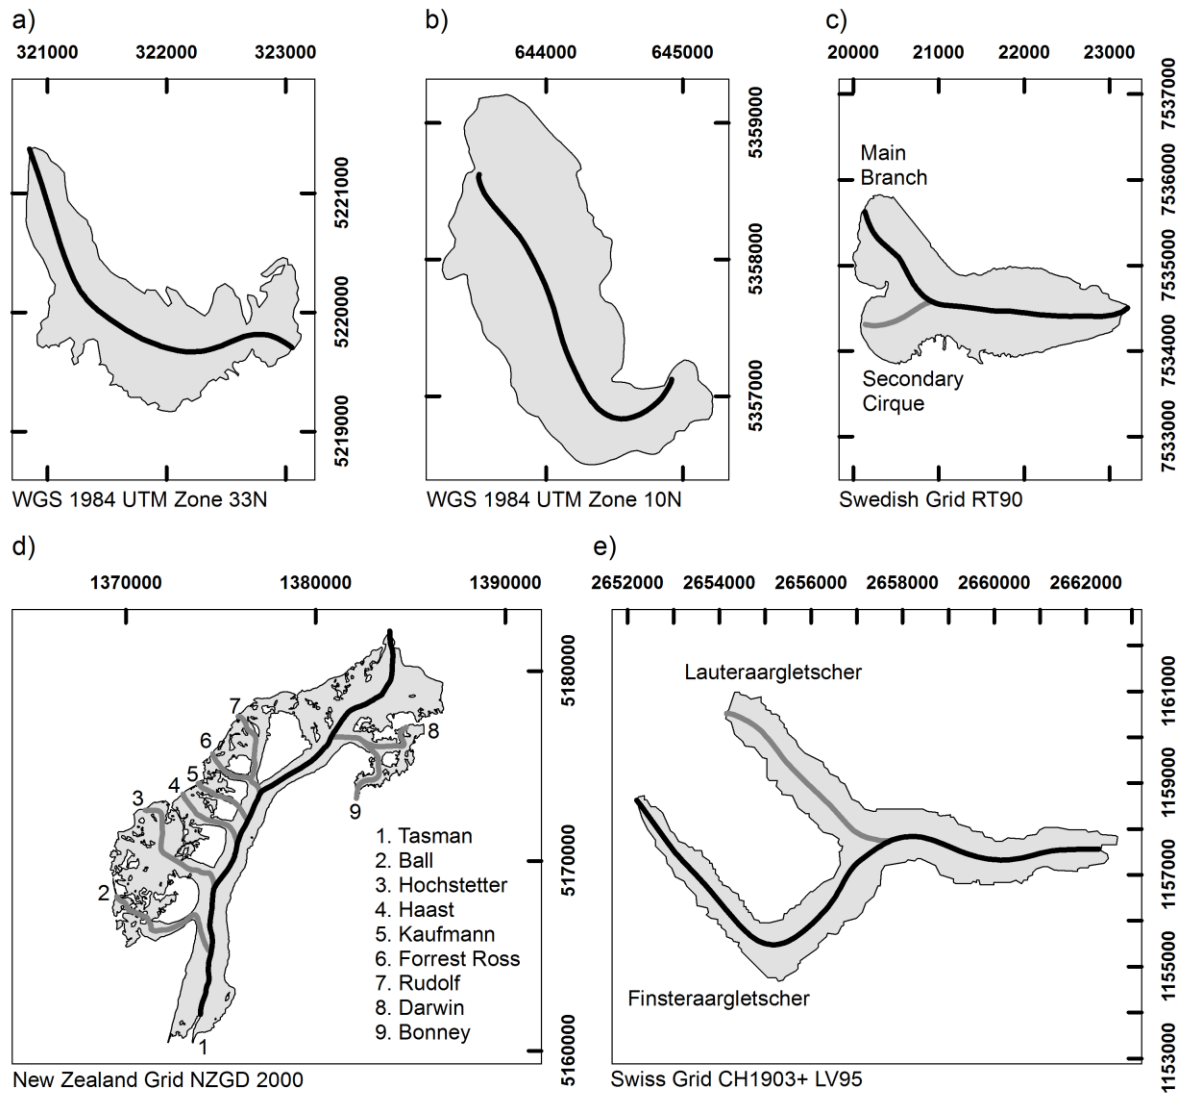 a)
321000 322000 323000
5221000
5220000
5219000
WGS 1984 UTM Zone 33N
b)
644000 645000
5359000
5358000
5357000
WGS 1984 UTM Zone 10N
c)
20000 21000 22000 23000
7537000
7536000
7535000
7534000
7533000
Main
Branch
Secondary
Cirque
Swedish Grid RT90
d)
1370000 1380000 1390000
5180000
5170000
5160000
7
8
6
5
4
3
9
2
1
1. Tasman
2. Ball
3. Hochstetter
4. Haast
5. Kaufmann
6. Forrest Ross
7. Rudolf
8. Darwin
9. Bonney
New Zealand Grid NZGD 2000
e)
2652000 2654000 2656000 2658000 2660000 2662000
1161000
1159000
1157000
1155000
1153000
Lauteraargletscher
Finsteraargletscher
Swiss Grid CH1903+ LV95